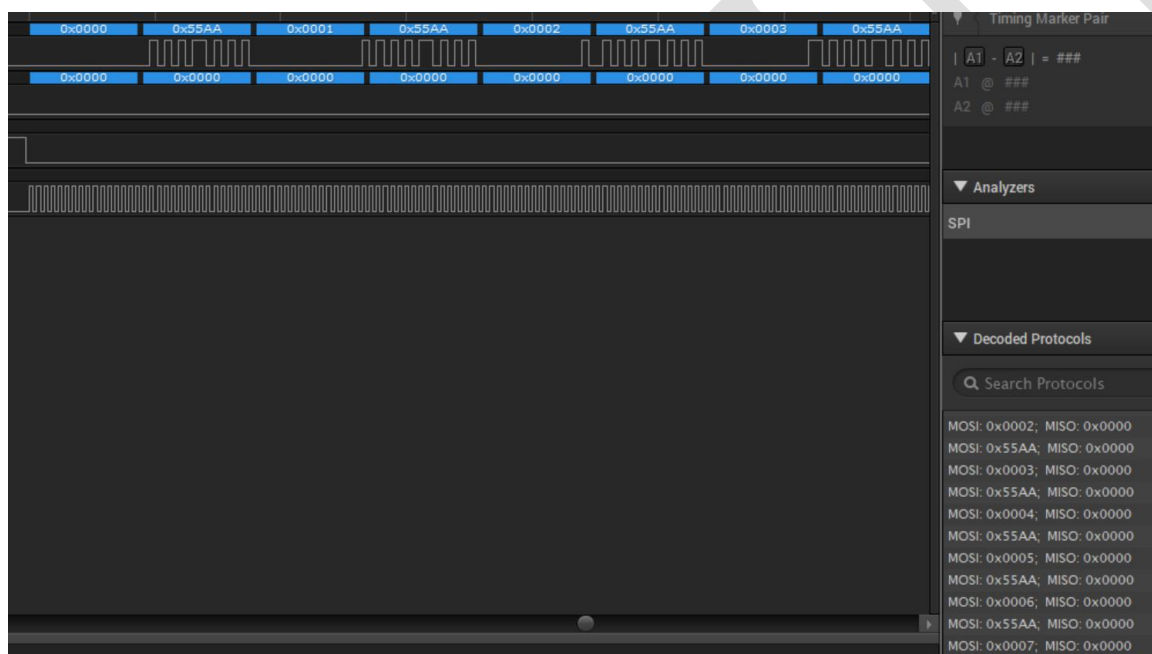 Timing Marker Pair
0x0000 0x55AA 0x0001 0x55AA 0x0002 0x55AA 0x0003 0x55AA
0x0000 0x0000 0x0000 0x0000 0x0000 0x0000 0x0000 0x0000
| A1 - A2 | = ###
A1 @ ###
A2 @ ###
Analyzers
SPI
Decoded Protocols
Search Protocols
MOSI: 0x0002; MISO: 0x0000
MOSI: 0x55AA; MISO: 0x0000
MOSI: 0x0003; MISO: 0x0000
MOSI: 0x55AA; MISO: 0x0000
MOSI: 0x0004; MISO: 0x0000
MOSI: 0x55AA; MISO: 0x0000
MOSI: 0x0005; MISO: 0x0000
MOSI: 0x55AA; MISO: 0x0000
MOSI: 0x0006; MISO: 0x0000
MOSI: 0x55AA; MISO: 0x0000
MOSI: 0x0007; MISO: 0x0000